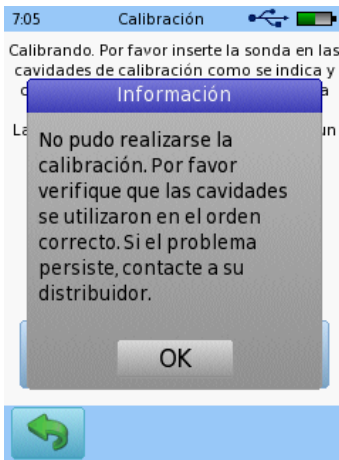 7:05 Calibración
Calibrando. Por favor inserte la sonda en las
cavidades de calibración como se indica y
Información
No pudo realizarse la
calibración. Por favor
verifique que las cavidades
se utilizaron en el orden
correcto. Si el problema
persiste, contacte a su
distribuidor.
OK